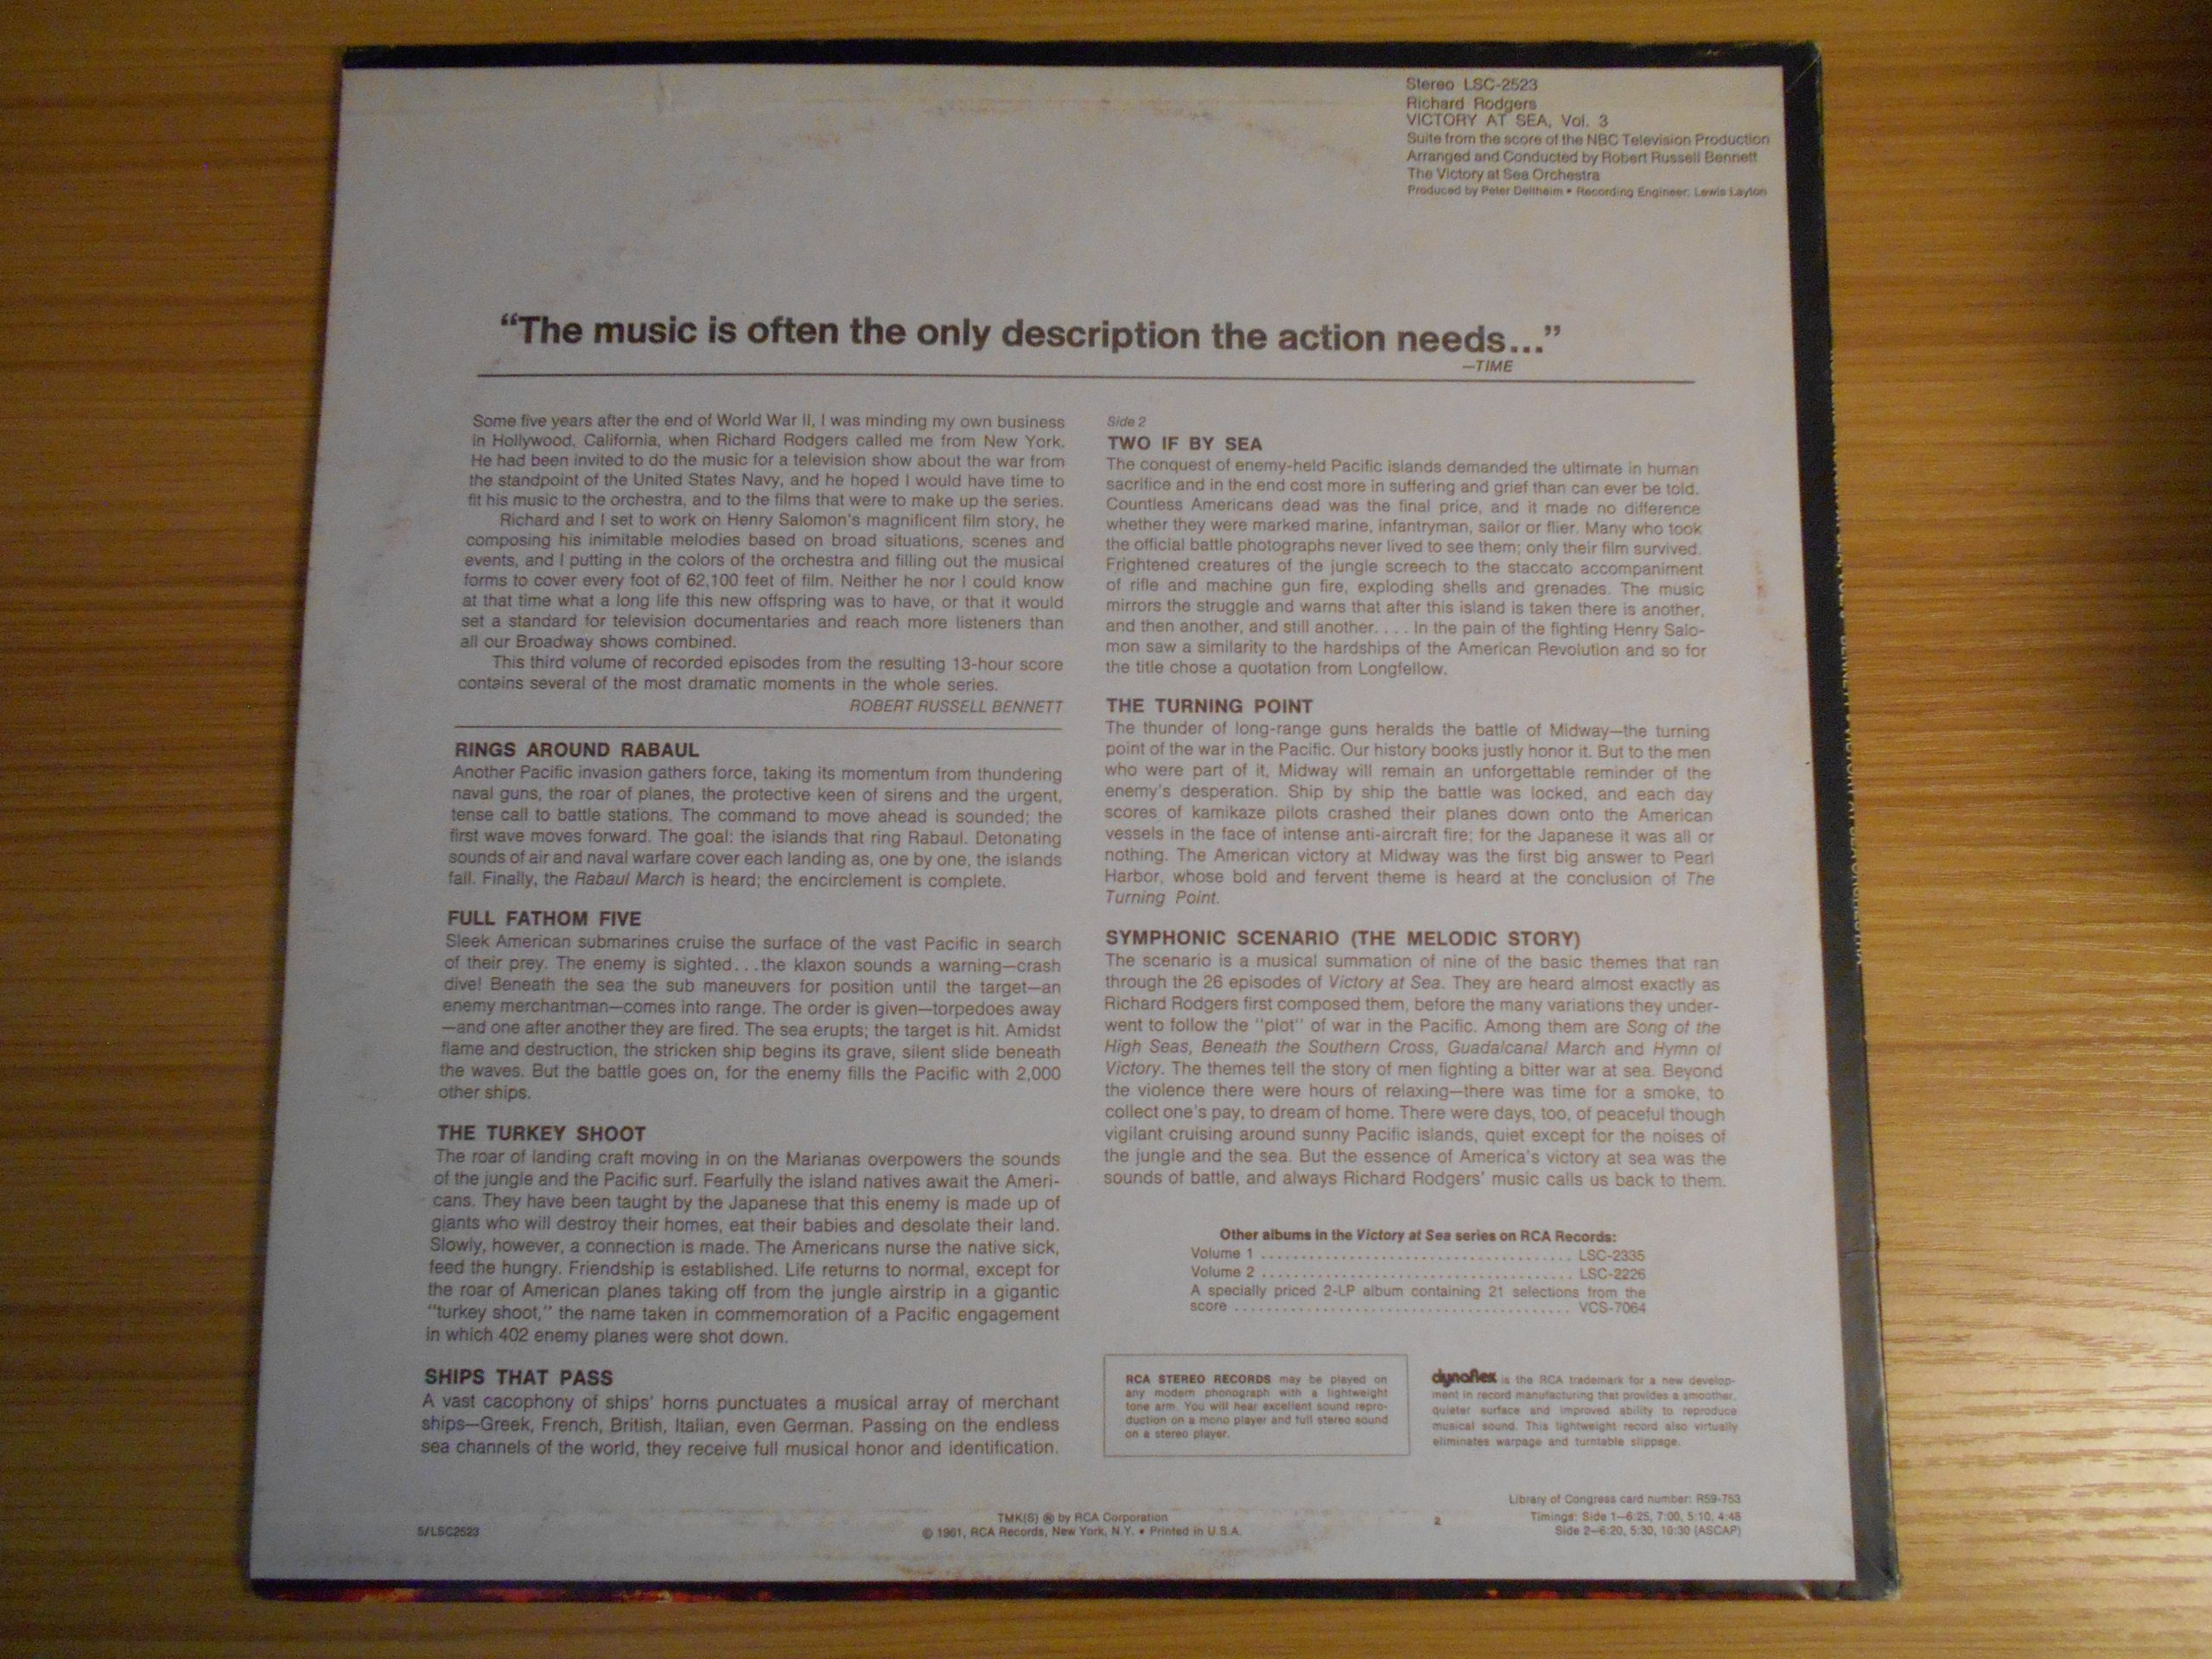 Stereo LSC-2523
Richard Rodgers
VICTORY AT SEA, Vol. 3
Suite from the score of the NBC Television Production
Arranged and Conducted by Robert Russell Bennett
The Victory at Sea Orchestra
Produced by Peter Dellheim • Recording Engineer: Lewis Layton
“The music is often the only description the action needs...”
—TIME
Some five years after the end of World War II, I was minding my own business
in Hollywood, California, when Richard Rodgers called me from New York.
He had been invited to do the music for a television show about the war from
the standpoint of the United States Navy, and he hoped I would have time to
fit his music to the orchestra, and to the films that were to make up the series.
Richard and I set to work on Henry Salomon's magnificent film story, he
composing his inimitable melodies based on broad situations, scenes and
events, and I putting in the colors of the orchestra and filling out the musical
forms to cover every foot of 62,100 feet of film. Neither he nor I could know
at that time what a long life this new offspring was to have, or that it would
set a standard for television documentaries and reach more listeners than
all our Broadway shows combined.
This third volume of recorded episodes from the resulting 13-hour score
contains several of the most dramatic moments in the whole series.
ROBERT RUSSELL BENNETT
RINGS AROUND RABAUL
Another Pacific invasion gathers force, taking its momentum from thundering
naval guns, the roar of planes, the protective keen of sirens and the urgent,
tense call to battle stations. The command to move ahead is sounded; the
first wave moves forward. The goal: the islands that ring Rabaul. Detonating
sounds of air and naval warfare cover each landing as, one by one, the islands
fall. Finally, the Rabaul March is heard; the encirclement is complete.
FULL FATHOM FIVE
Sleek American submarines cruise the surface of the vast Pacific in search
of their prey. The enemy is sighted...the klaxon sounds a warning—crash
dive! Beneath the sea the sub maneuvers for position until the target—an
enemy merchantman—comes into range. The order is given—torpedoes away
—and one after another they are fired. The sea erupts; the target is hit. Amidst
flame and destruction, the stricken ship begins its grave, silent slide beneath
the waves. But the battle goes on, for the enemy fills the Pacific with 2,000
other ships.
THE TURKEY SHOOT
The roar of landing craft moving in on the Marianas overpowers the sounds
of the jungle and the Pacific surf. Fearfully the island natives await the Ameri-
cans. They have been taught by the Japanese that this enemy is made up of
giants who will destroy their homes, eat their babies and desolate their land.
Slowly, however, a connection is made. The Americans nurse the native sick,
feed the hungry. Friendship is established. Life returns to normal, except for
the roar of American planes taking off from the jungle airstrip in a gigantic
“turkey shoot,” the name taken in commemoration of a Pacific engagement
in which 402 enemy planes were shot down.
SHIPS THAT PASS
A vast cacophony of ships' horns punctuates a musical array of merchant
ships—Greek, French, British, Italian, even German. Passing on the endless
sea channels of the world, they receive full musical honor and identification.
Side 2
TWO IF BY SEA
The conquest of enemy-held Pacific islands demanded the ultimate in human
sacrifice and in the end cost more in suffering and grief than can ever be told.
Countless Americans dead was the final price, and it made no difference
whether they were marked marine, infantryman, sailor or flier. Many who took
the official battle photographs never lived to see them; only their film survived.
Frightened creatures of the jungle screech to the staccato accompaniment
of rifle and machine gun fire, exploding shells and grenades. The music
mirrors the struggle and warns that after this island is taken there is another,
and then another, and still another.... In the pain of the fighting Henry Salo-
mon saw a similarity to the hardships of the American Revolution and so for
the title chose a quotation from Longfellow.
THE TURNING POINT
The thunder of long-range guns heralds the battle of Midway—the turning
point of the war in the Pacific. Our history books justly honor it. But to the men
who were part of it, Midway will remain an unforgettable reminder of the
enemy's desperation. Ship by ship the battle was locked, and each day
scores of kamikaze pilots crashed their planes down onto the American
vessels in the face of intense anti-aircraft fire; for the Japanese it was all or
nothing. The American victory at Midway was the first big answer to Pearl
Harbor, whose bold and fervent theme is heard at the conclusion of The
Turning Point.
SYMPHONIC SCENARIO (THE MELODIC STORY)
The scenario is a musical summation of nine of the basic themes that ran
through the 26 episodes of Victory at Sea. They are heard almost exactly as
Richard Rodgers first composed them, before the many variations they under-
went to follow the “plot” of war in the Pacific. Among them are Song of the
High Seas, Beneath the Southern Cross, Guadalcanal March and Hymn of
Victory. The themes tell the story of men fighting a bitter war at sea. Beyond
the violence there were hours of relaxing—there was time for a smoke, to
collect one's pay, to dream of home. There were days, too, of peaceful though
vigilant cruising around sunny Pacific islands, quiet except for the noises of
the jungle and the sea. But the essence of America's victory at sea was the
sounds of battle, and always Richard Rodgers' music calls us back to them.
Other albums in the Victory at Sea series on RCA Records:
Volume 1 ........................................ LSC-2335
Volume 2 ........................................ LSC-2226
A specially priced 2-LP album containing 21 selections from the
score ........................................... VCS-7064
RCA STEREO RECORDS may be played on
any modern phonograph with a lightweight
tone arm. You will hear excellent sound repro-
duction on a mono player and full stereo sound
on a stereo player.
dynaflex is the RCA trademark for a new develop-
ment in record manufacturing that provides a smoother,
quieter surface and improved ability to reproduce
musical sound. This lightweight record also virtually
eliminates warpage and turntable slippage.
Library of Congress card number: R59-753
Timings: Side 1—6:25, 7:00, 5:10, 4:48
Side 2—6:20, 5:30, 10:30 (ASCAP)
S/LSC2523
TMK(S) ® by RCA Corporation
© 1961, RCA Records, New York, N.Y. • Printed in U.S.A.
2